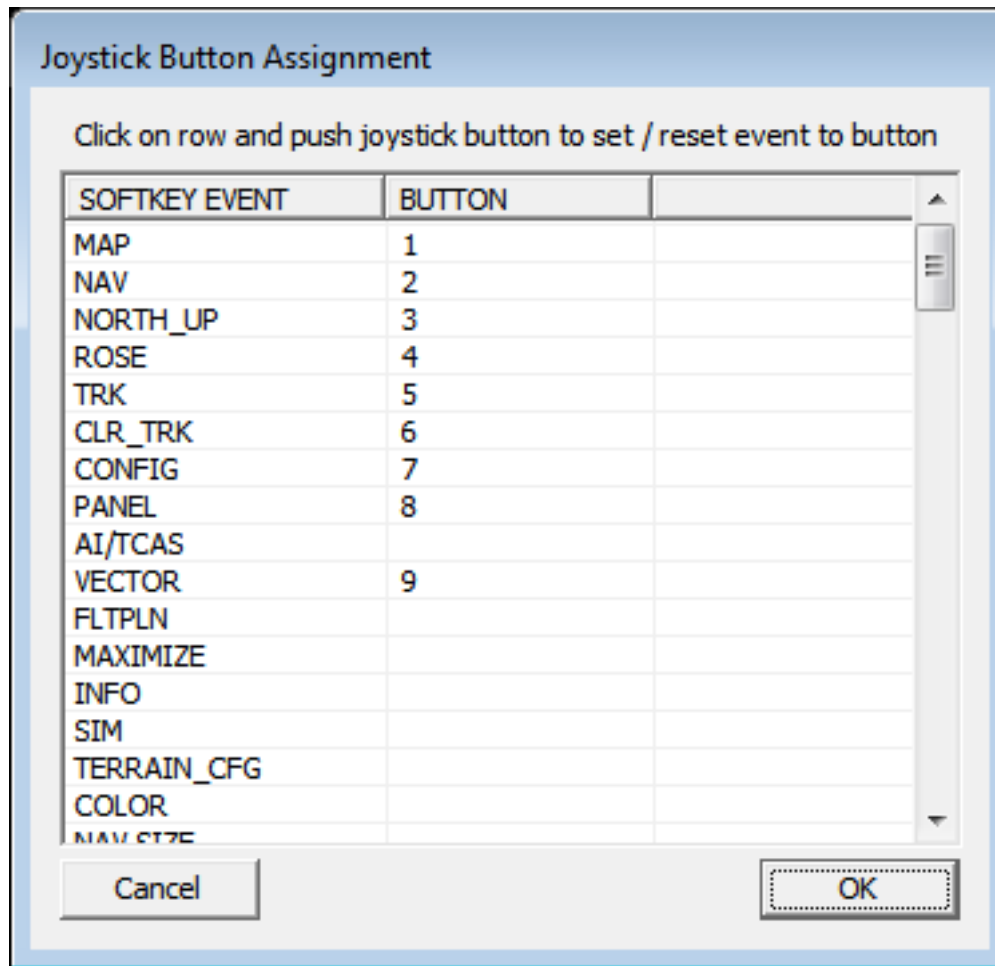 Joystick Button Assignment
Click on row and push joystick button to set / reset event to button
SOFTKEY EVENT BUTTON
MAP 1
NAV 2
NORTH_UP 3
ROSE 4
TRK 5
CLR_TRK 6
CONFIG 7
PANEL 8
AI/TCAS
VECTOR 9
FLTPLN
MAXIMIZE
INFO
SIM
TERRAIN_CFG
COLOR
NAV SIZE
Cancel OK